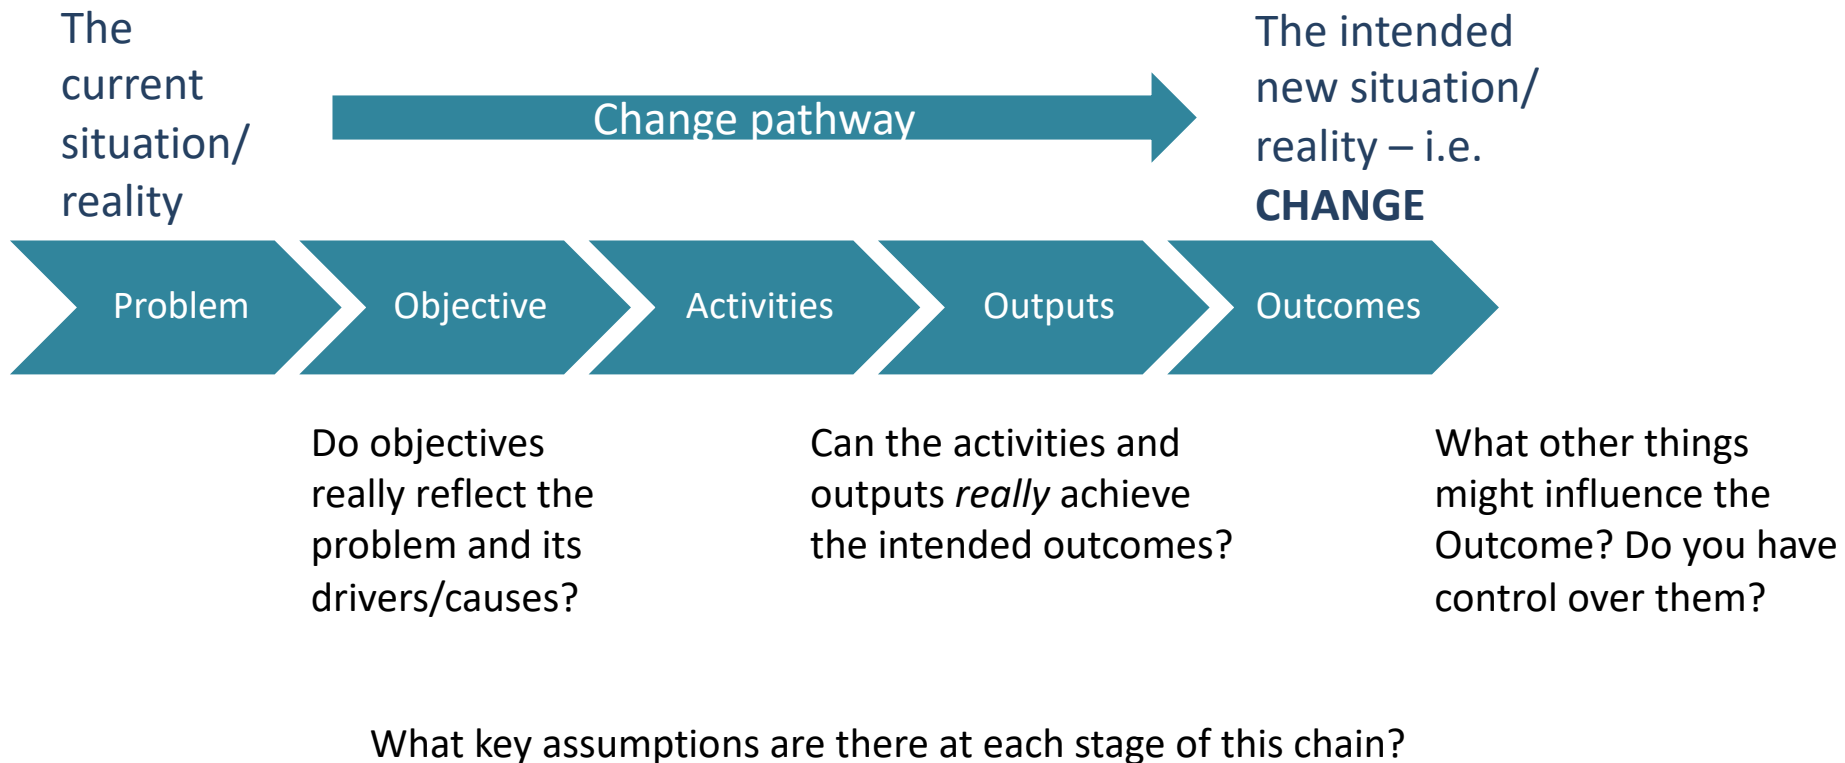 The
current
situation/
reality
Change pathway
The intended
new situation/
reality – i.e.
CHANGE
Problem
Objective
Activities
Outputs
Outcomes
Do objectives
really reflect the
problem and its
drivers/causes?
Can the activities and
outputs really achieve
the intended outcomes?
What other things
might influence the
Outcome? Do you have
control over them?
What key assumptions are there at each stage of this chain?